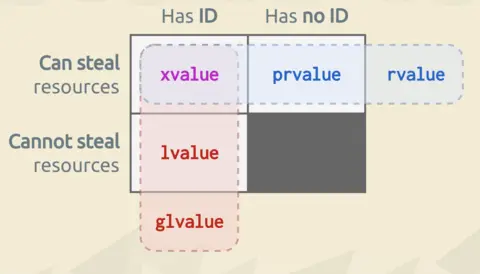 Has ID Has no ID
Can steal
resources
xvalue prvalue rvalue
Cannot steal
resources
lvalue
glvalue